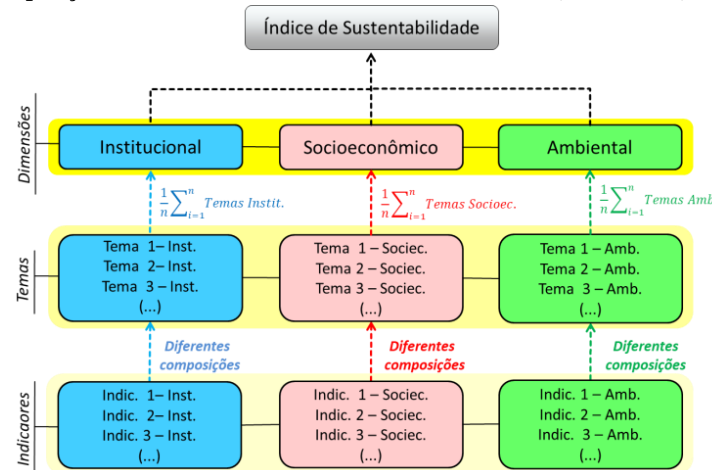 Índice de Sustentabilidade
Dimensões
Institucional
Socioeconômico
Ambiental
1/n ∑ i=1 n Temas Instit.
1/n ∑ i=1 n Temas Socioec.
1/n ∑ i=1 n Temas Amb
Temas
Tema 1– Inst.
Tema 2– Inst.
Tema 3 – Inst.
(...)
Tema 1 – Sociec.
Tema 2 – Sociec.
Tema 3 – Sociec.
(...)
Tema 1 – Amb.
Tema 2 – Amb.
Tema 3 – Amb.
(...)
Diferentes
composições
Diferentes
composições
Diferentes
composições
Indicaores
Indic. 1– Inst.
Indic. 2– Inst.
Indic. 3 – Inst.
(...)
Indic. 1 – Sociec.
Indic. 2 – Sociec.
Indic. 3 – Sociec.
(...)
Indic. 1 – Amb.
Indic. 2 – Amb.
Indic. 3 – Amb.
(...)